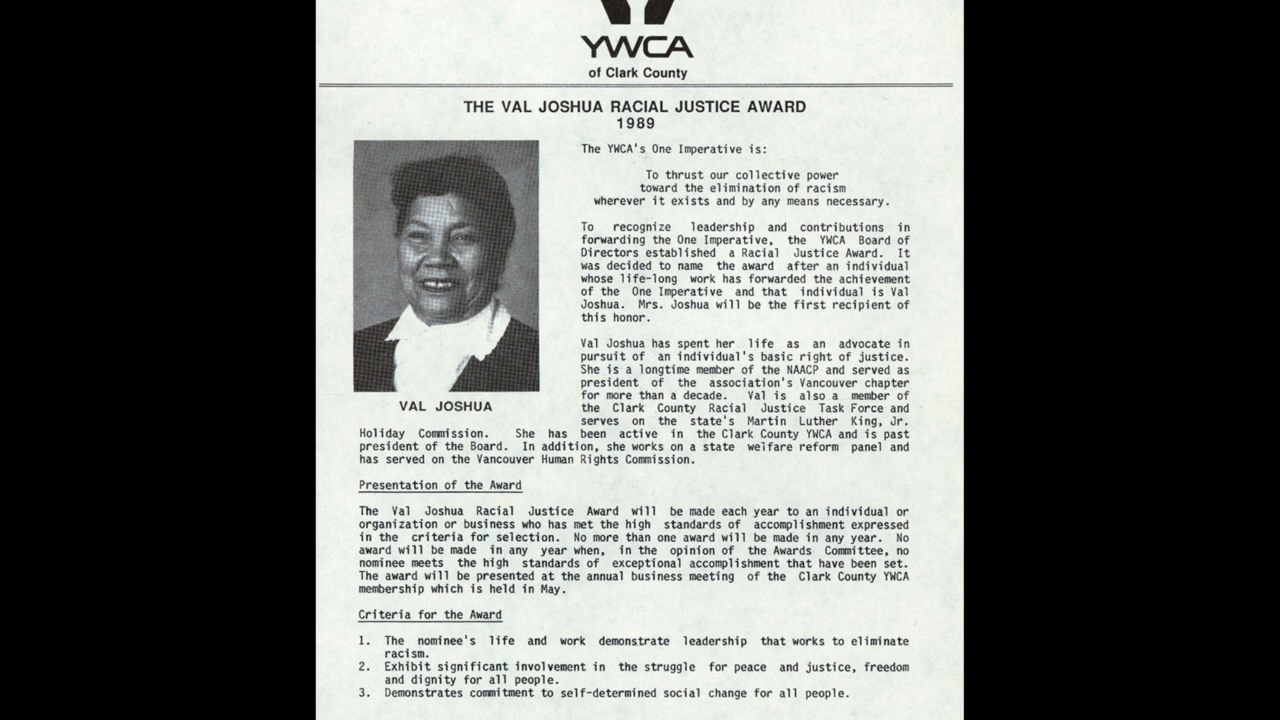 YWCA
of Clark County
THE VAL JOSHUA RACIAL JUSTICE AWARD
1989
The YWCA's One Imperative is:
To thrust our collective power
toward the elimination of racism
wherever it exists and by any means necessary.
To recognize leadership and contributions in
forwarding the One Imperative, the YWCA Board of
Directors established a Racial Justice Award. It
was decided to name the award after an individual
whose life-long work has forwarded the achievement
of the One Imperative and that individual is Val
Joshua. Mrs. Joshua will be the first recipient of
this honor.
Val Joshua has spent her life as an advocate in
pursuit of an individual's basic right of justice.
She is a longtime member of the NAACP and served as
president of the association's Vancouver chapter
for more than a decade. Val is also a member of
the Clark County Racial Justice Task Force and
serves on the state's Martin Luther King, Jr.
VAL JOSHUA
Holiday Commission. She has been active in the Clark County YWCA and is past
president of the Board. In addition, she works on a state welfare reform panel and
has served on the Vancouver Human Rights Commission.
Presentation of the Award
The Val Joshua Racial Justice Award will be made each year to an individual or
organization or business who has met the high standards of accomplishment expressed
in the criteria for selection. No more than one award will be made in any year. No
award will be made in any year when, in the opinion of the Awards Committee, no
nominee meets the high standards of exceptional accomplishment that have been set.
The award will be presented at the annual business meeting of the Clark County YWCA
membership which is held in May.
Criteria for the Award
1. The nominee's life and work demonstrate leadership that works to eliminate
racism.
2. Exhibit significant involvement in the struggle for peace and justice, freedom
and dignity for all people.
3. Demonstrates commitment to self-determined social change for all people.